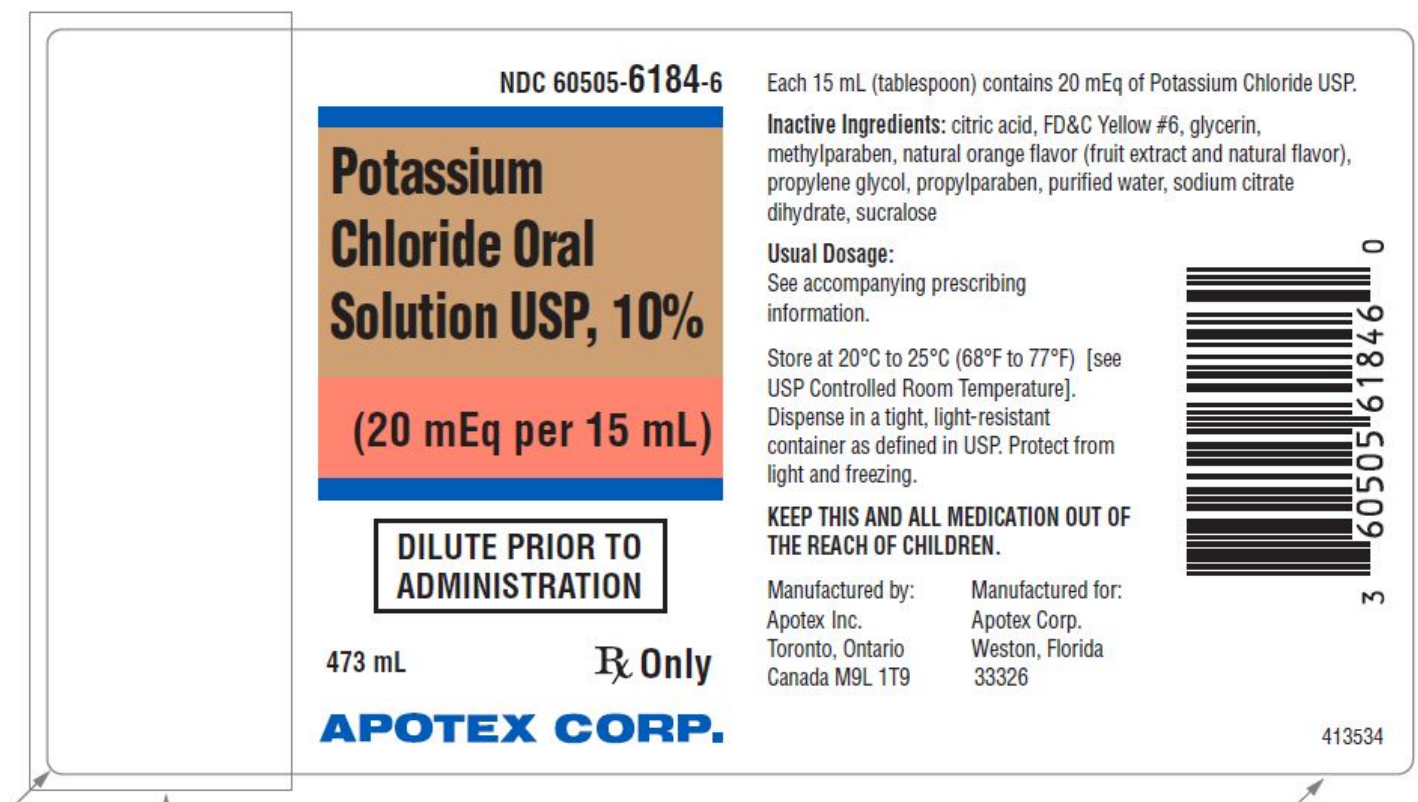 NDC 60505-6184-6
Potassium
Chloride Oral
Solution USP, 10%
(20 mEq per 15 mL)
DILUTE PRIOR TO
ADMINISTRATION
473 mL
Rx Only
APOTEX CORP.
Each 15 mL (tablespoon) contains 20 mEq of Potassium Chloride USP.
Inactive Ingredients: citric acid, FD&C Yellow #6, glycerin,
methylparaben, natural orange flavor (fruit extract and natural flavor),
propylene glycol, propylparaben, purified water, sodium citrate
dihydrate, sucralose
Usual Dosage:
See accompanying prescribing
information.
Store at 20°C to 25°C (68°F to 77°F) [see
USP Controlled Room Temperature].
Dispense in a tight, light-resistant
container as defined in USP. Protect from
light and freezing.
KEEP THIS AND ALL MEDICATION OUT OF
THE REACH OF CHILDREN.
Manufactured by:
Apotex Inc.
Toronto, Ontario
Canada M9L 1T9
Manufactured for:
Apotex Corp.
Weston, Florida
33326
3 60505 61846 0
413534